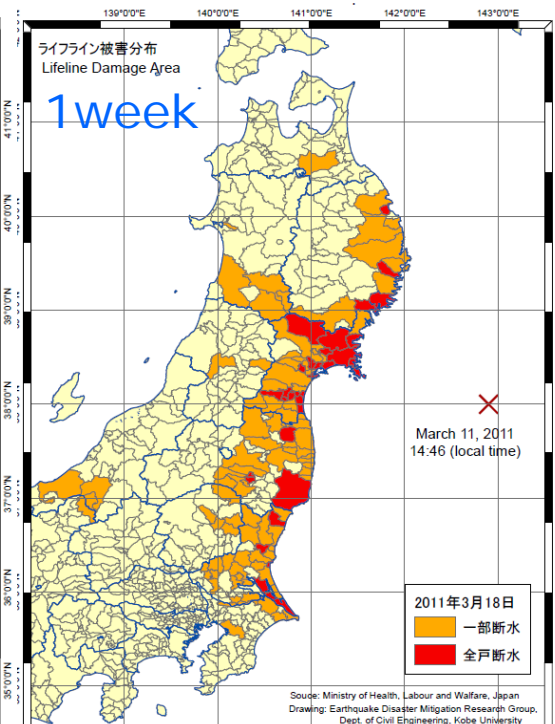 139°0'0"E 140°0'0"E 141°0'0"E 142°0'0"E 143°0'0"E
ライフライン被害分布
Lifeline Damage Area
1week
41°0'0"N
40°0'0"N
39°0'0"N
38°0'0"N
37°0'0"N
36°0'0"N
35°0'0"N
March 11, 2011
14:46 (local time)
2011年3月18日
一部断水
全戸断水
Souce: Ministry of Health, Labour and Walfare, Japan
Drawing: Earthquake Disaster Mitigation Research Group,
Dept. of Civil Engineering, Kobe University